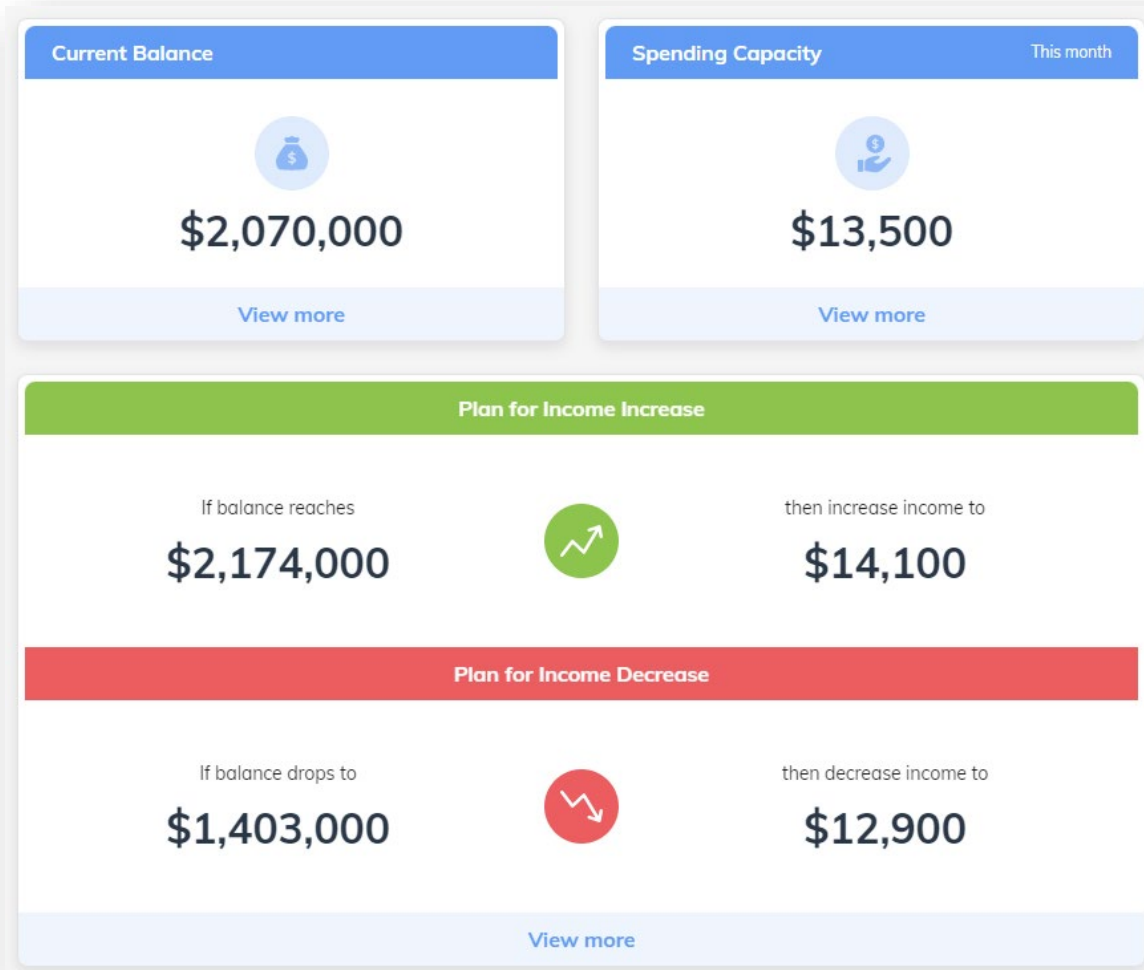 Current Balance
$2,070,000
View more
Spending Capacity This month
$13,500
View more
Plan for Income Increase
If balance reaches
$2,174,000
then increase income to
$14,100
Plan for Income Decrease
If balance drops to
$1,403,000
then decrease income to
$12,900
View more